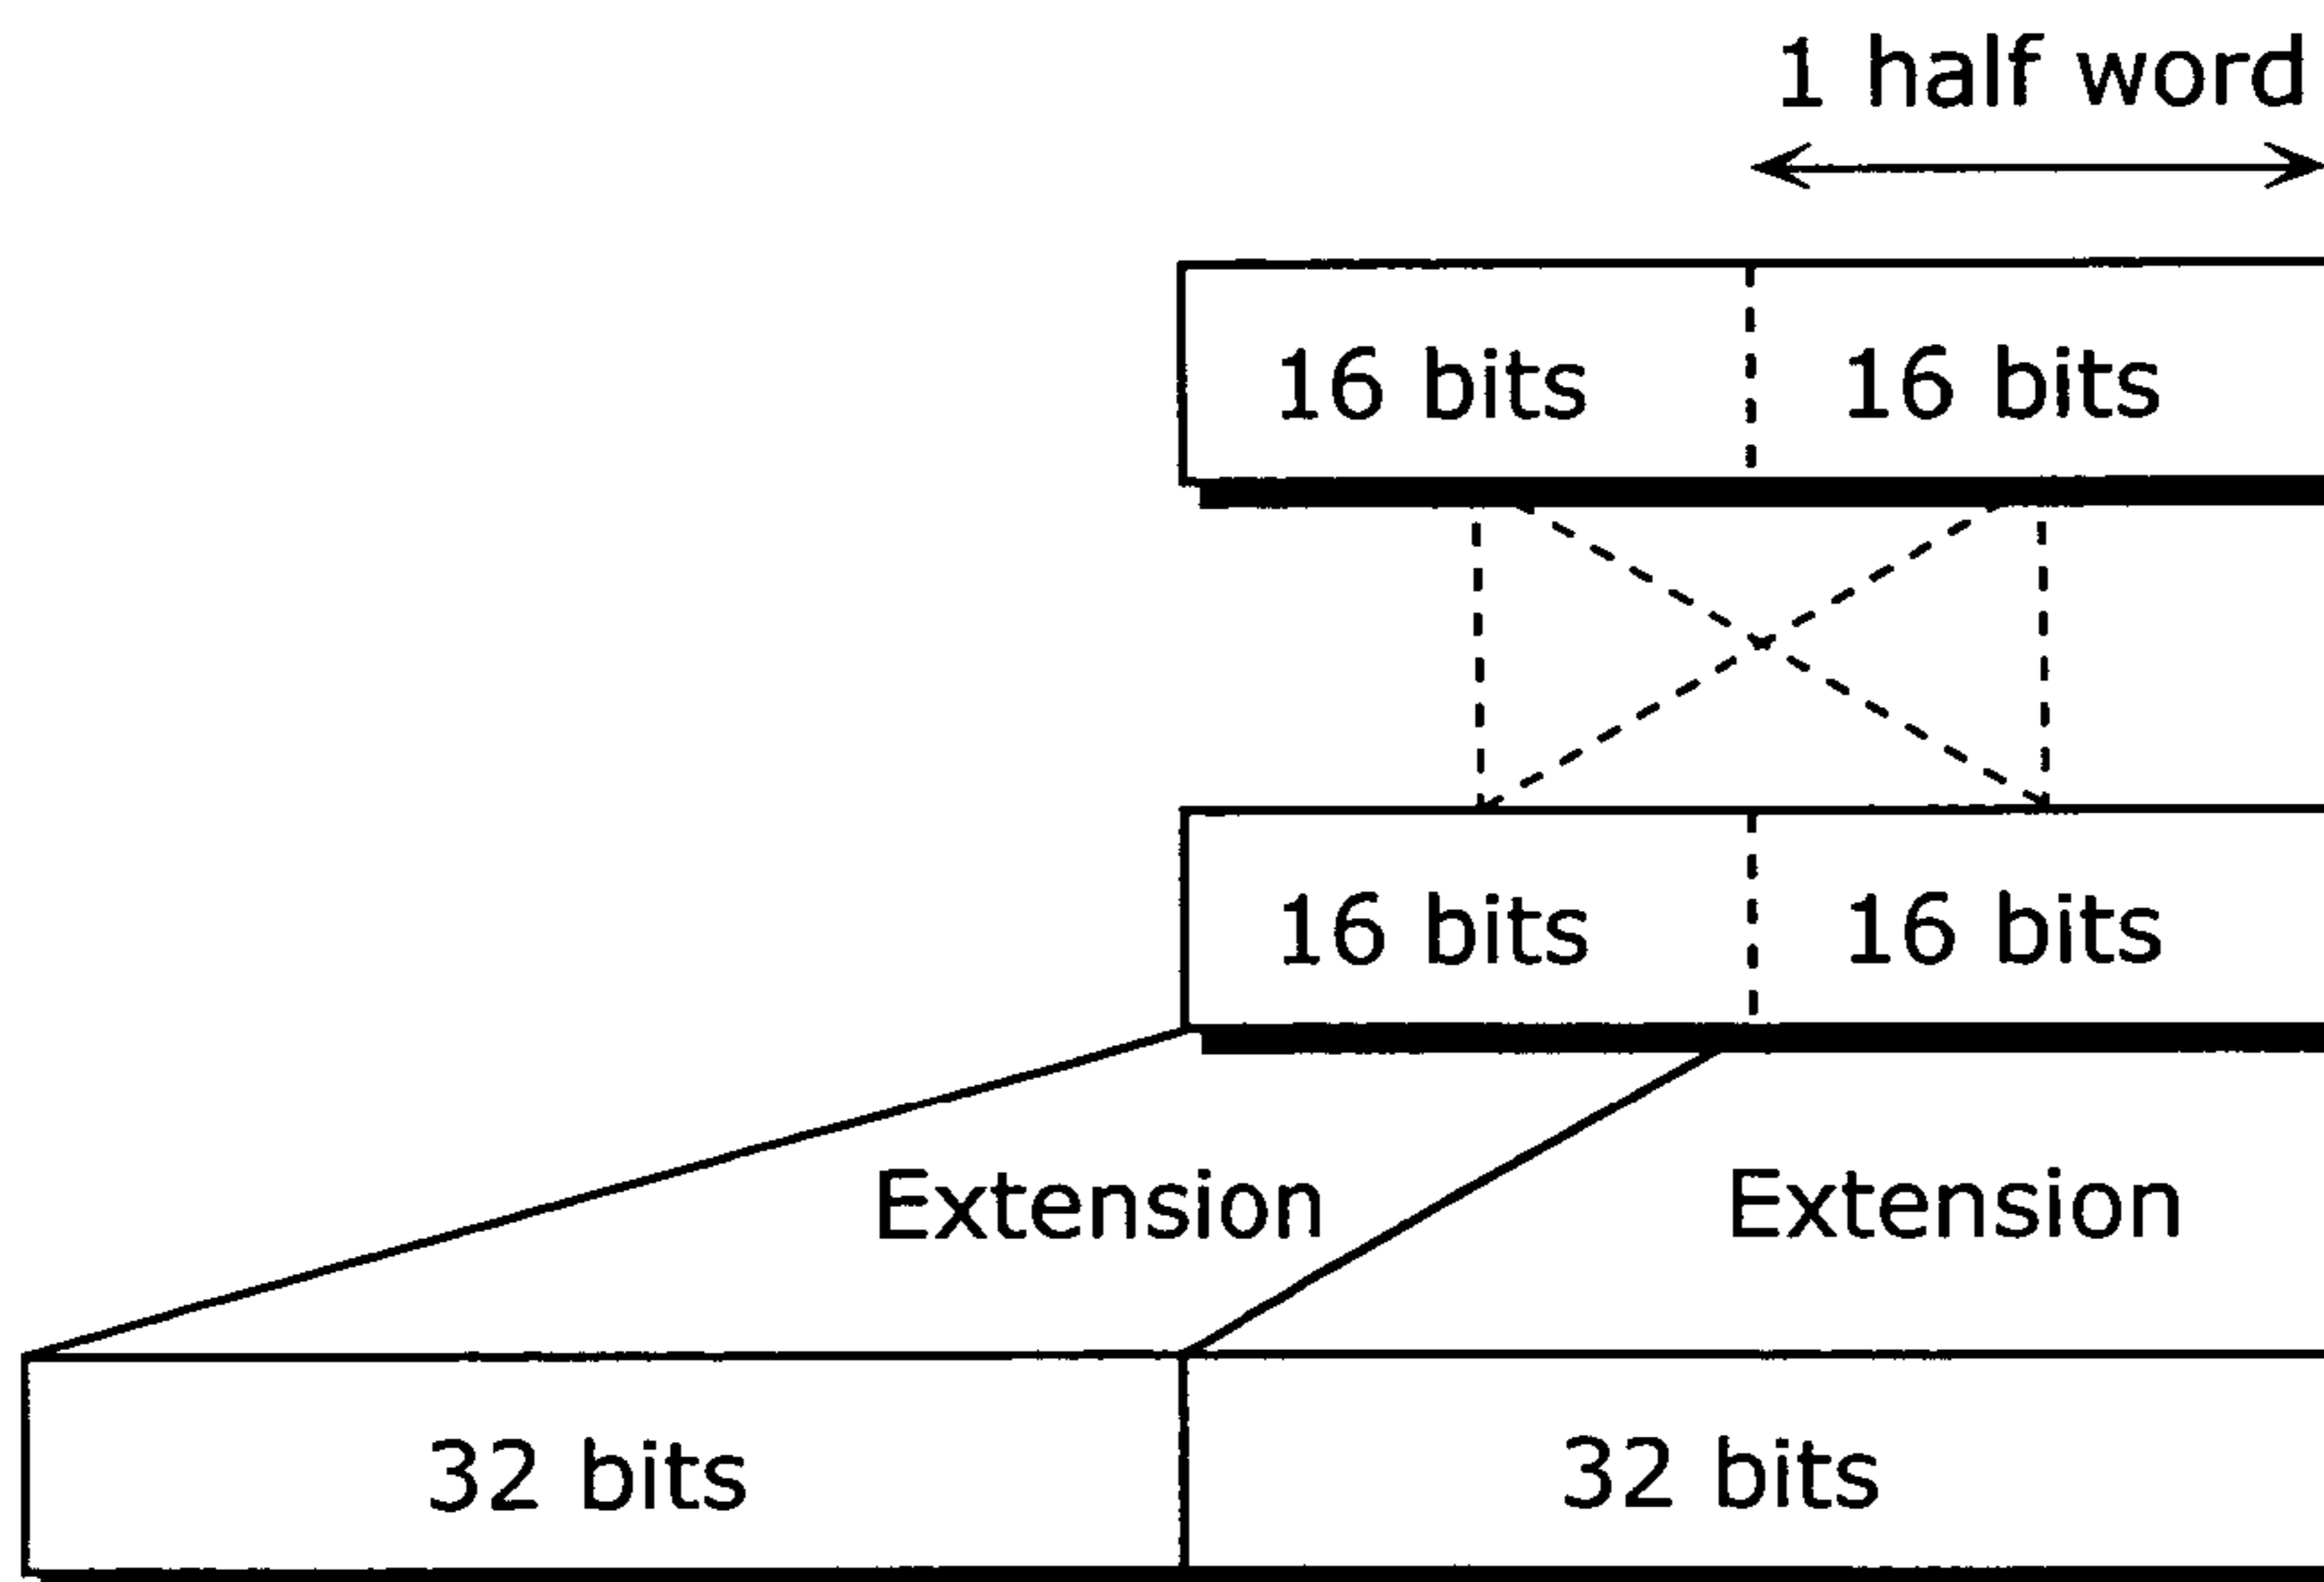 1 half word
16 bits 16 bits
16 bits 16 bits
Extension Extension
32 bits 32 bits